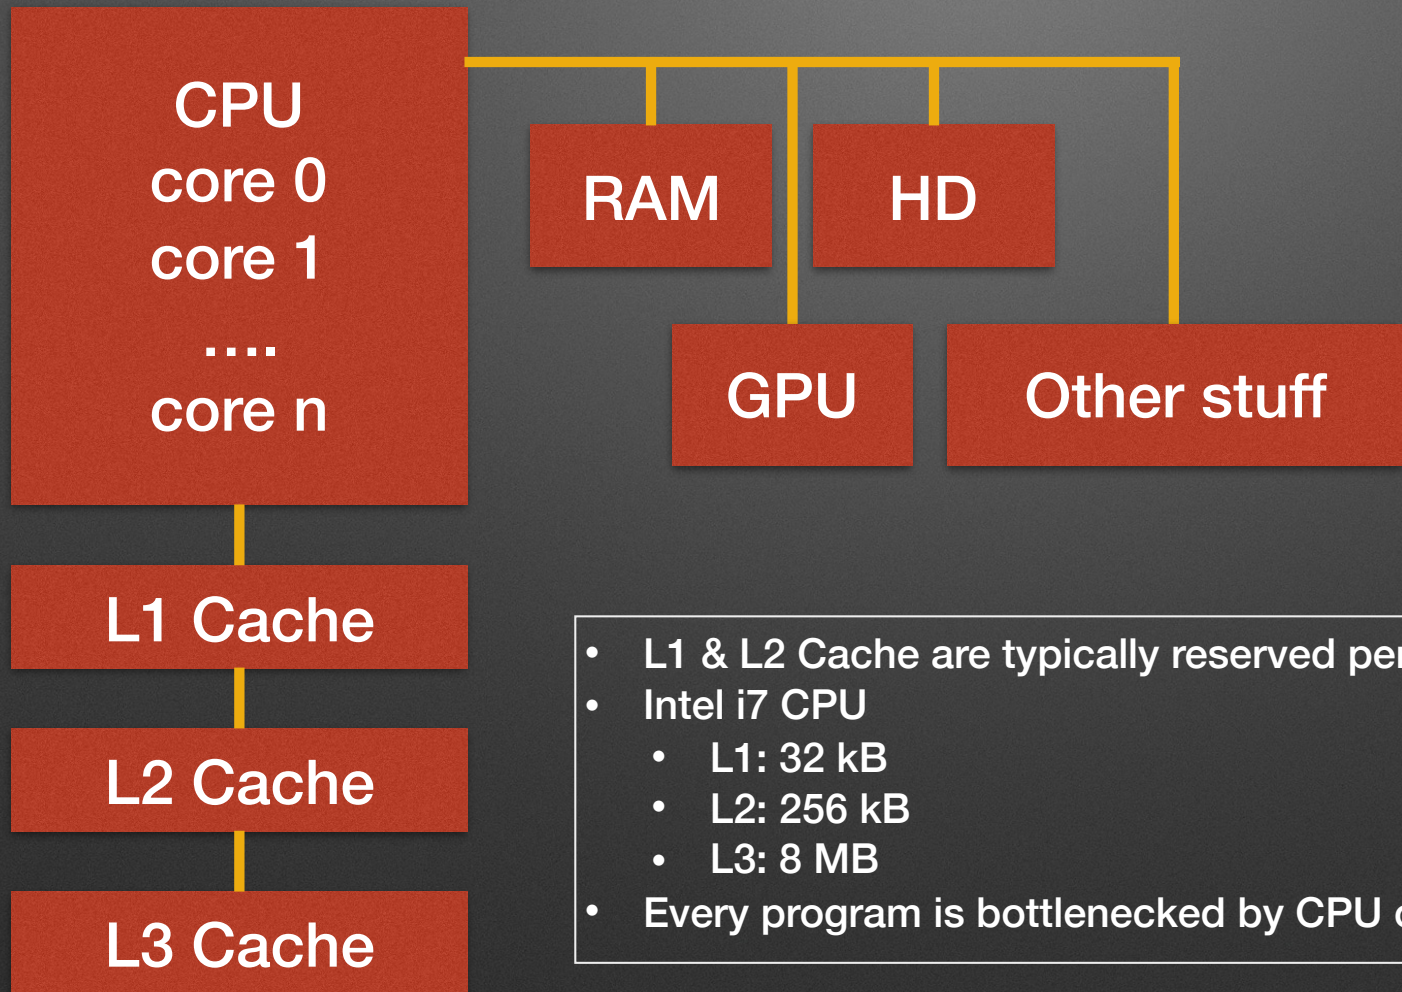 CPU
core 0
core 1
....
core n
RAM
HD
GPU
Other stuff
L1 Cache
L2 Cache
L3 Cache
• L1 & L2 Cache are typically reserved per
• Intel i7 CPU
• L1: 32 kB
• L2: 256 kB
• L3: 8 MB
• Every program is bottlenecked by CPU